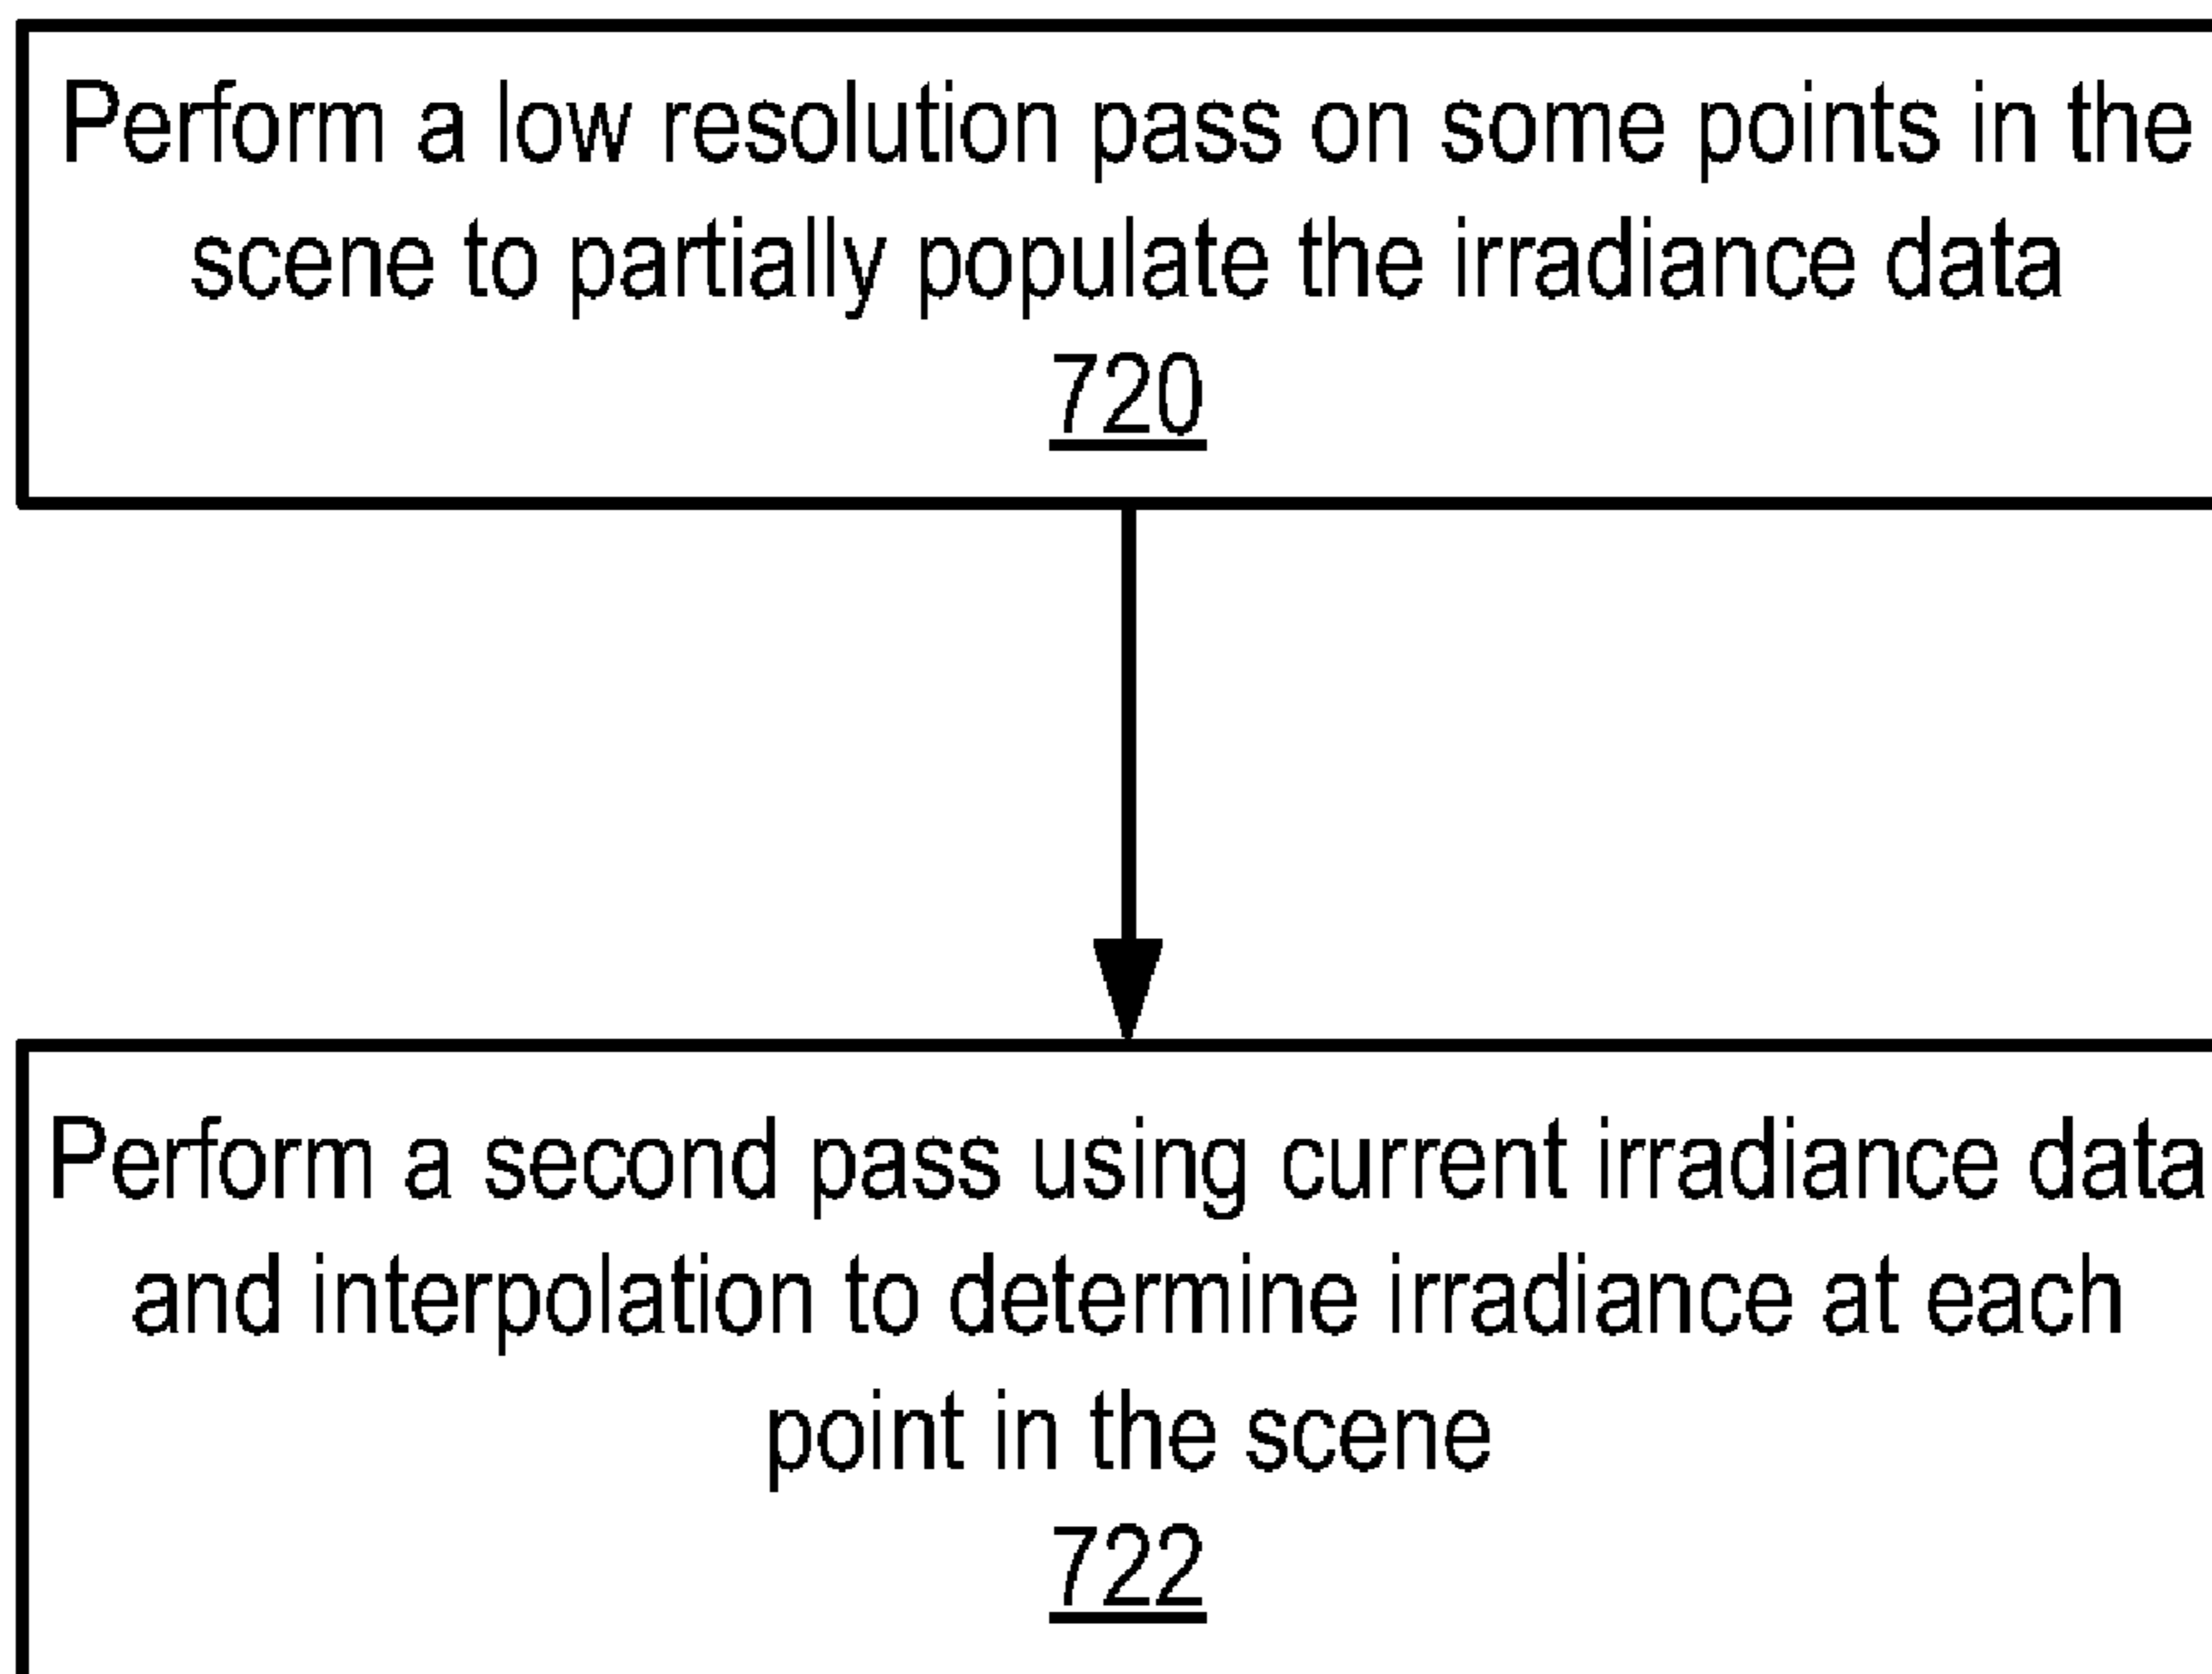 Perform a low resolution pass on some points in the
scene to partially populate the irradiance data
720
Perform a second pass using current irradiance data
and interpolation to determine irradiance at each
point in the scene
722